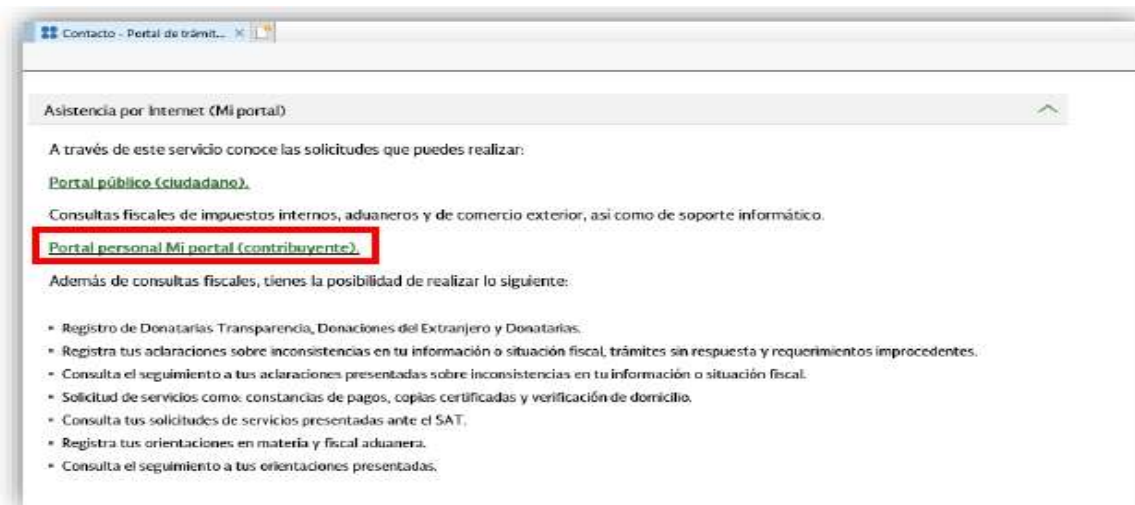 Contacto - Portal de trámit...
Asistencia por Internet (Mi portal)
A través de este servicio conoce las solicitudes que puedes realizar:
Portal público (ciudadano).
Consultas fiscales de impuestos internos, aduaneros y de comercio exterior, así como de soporte informático.
Portal personal Mi portal (contribuyente).
Además de consultas fiscales, tienes la posibilidad de realizar lo siguiente:
Registro de Donatarias Transparencia, Donaciones del Extranjero y Donatarias.
Registra tus aclaraciones sobre inconsistencias en tu información o situación fiscal, trámites sin respuesta y requerimientos improcedentes.
Consulta el seguimiento a tus aclaraciones presentadas sobre inconsistencias en tu información o situación fiscal.
Solicitud de servicios como: constancias de pagos, copias certificadas y verificación de domicilio.
Consulta tus solicitudes de servicios presentadas ante el SAT.
Registra tus orientaciones en materia y fiscal aduanera.
Consulta el seguimiento a tus orientaciones presentadas.